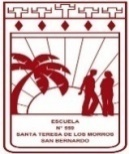 ESCUELA
N° 559
SANTA TERESA DE LOS MORROS
SAN BERNARDO